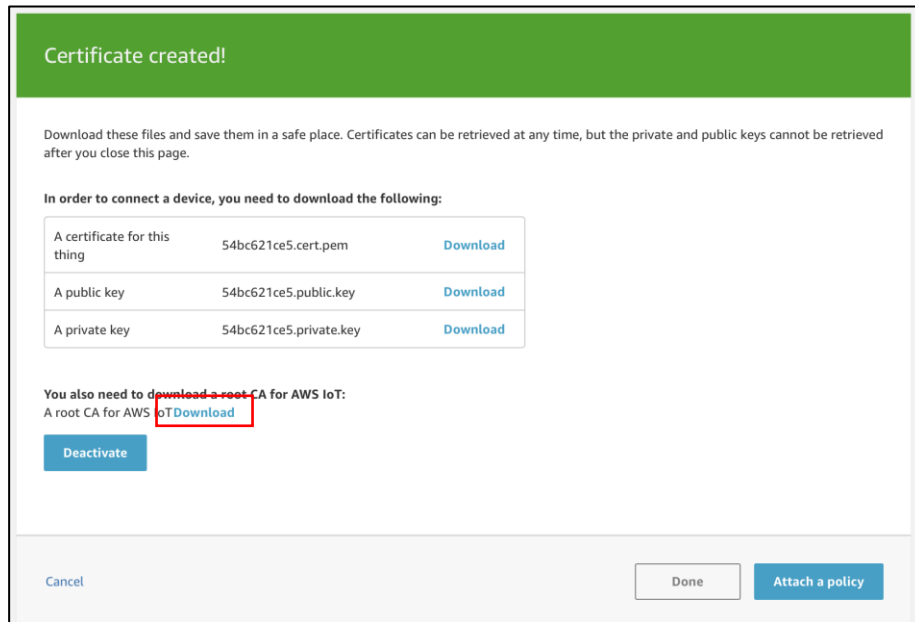 Certificate created!
Download these files and save them in a safe place. Certificates can be retrieved at any time, but the private and public keys cannot be retrieved
after you close this page.
In order to connect a device, you need to download the following:
A certificate for this
thing
54bc621ce5.cert.pem
Download
A public key 54bc621ce5.public.key Download
A private key 54bc621ce5.private.key Download
You also need to download a root CA for AWS IoT:
A root CA for AWS IoT Download
Deactivate
Cancel Done Attach a policy